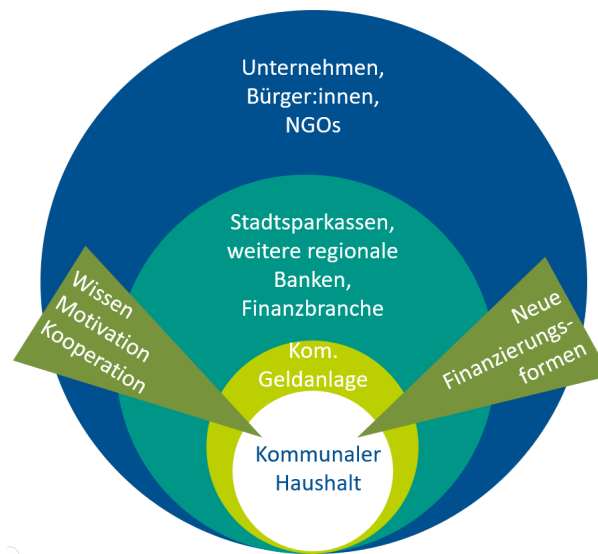 Unternehmen,
Bürger:innen,
NGOs
Stadtsparkassen,
weitere regionale
Banken,
Finanzbranche
Wissen
Motivation
Kooperation
Neue
Finanzierungs-
formen
Kom.
Geldanlage
Kommunaler
Haushalt